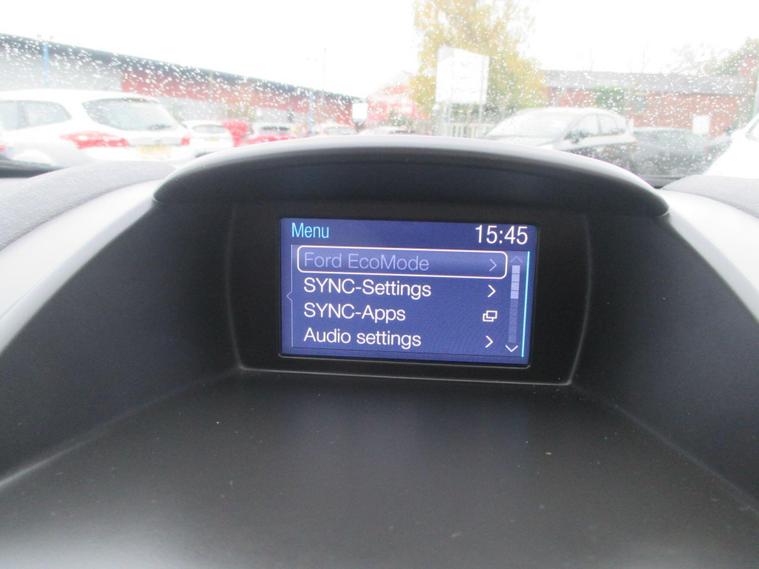 Menu 15:45
Ford EcoMode
SYNC-Settings
SYNC-Apps
Audio settings